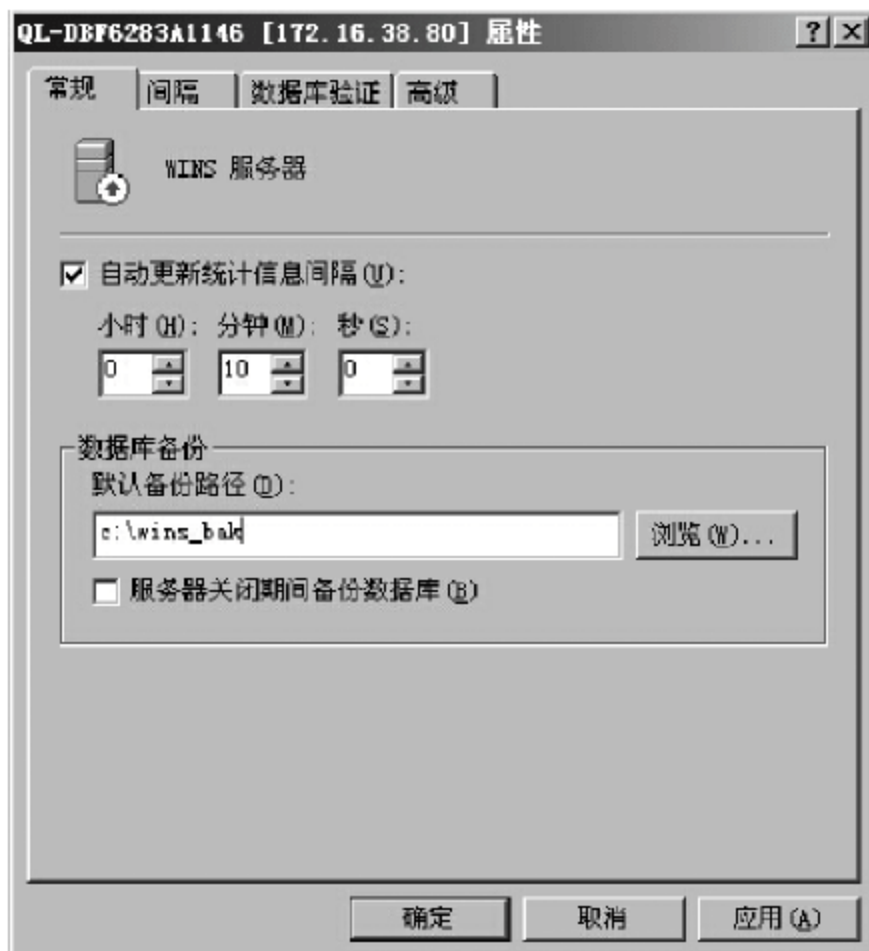 QL-DBF6283A1146 [172.16.38.80] 属性
常规 间隔 数据库验证 高级
WINS 服务器
自动更新统计信息间隔(U):
小时(H): 分钟(M): 秒(S):
0 10 0
数据库备份
默认备份路径(D):
c:\wins_bak 浏览(W)...
服务器关闭期间备份数据库(B)
确定 取消 应用(A)